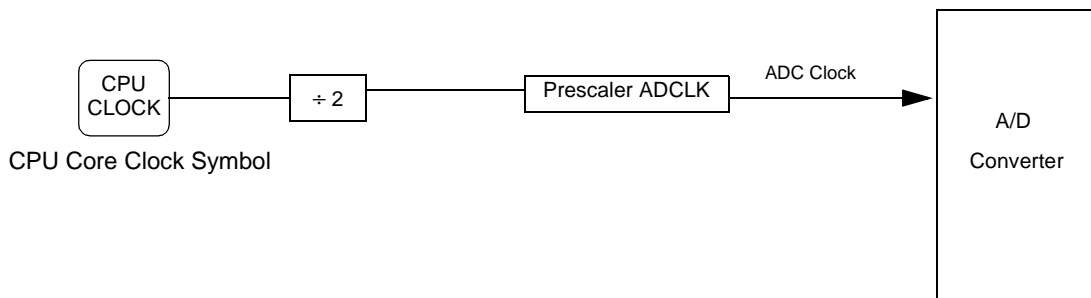 CPU
CLOCK
CPU Core Clock Symbol
÷ 2
Prescaler ADCLK
ADC Clock
A/D
Converter